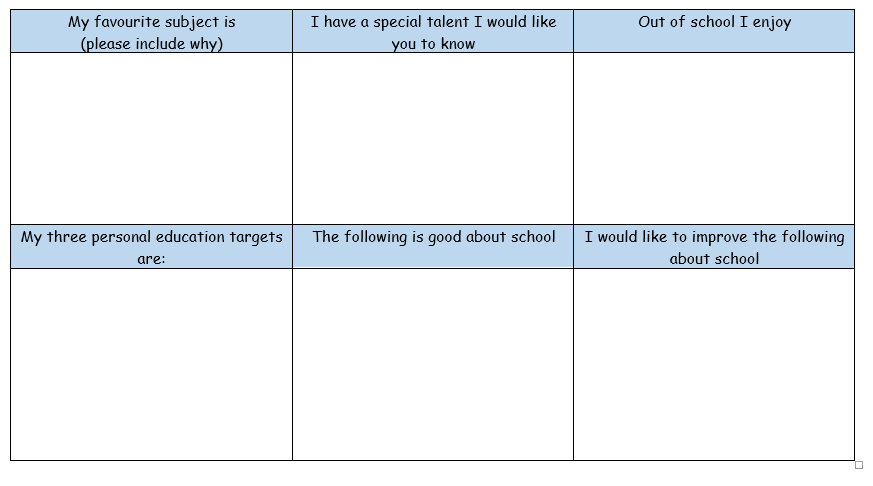 My favourite subject is
(please include why)
I have a special talent I would like
you to know
Out of school I enjoy
My three personal education targets
are:
The following is good about school
I would like to improve the following
about school